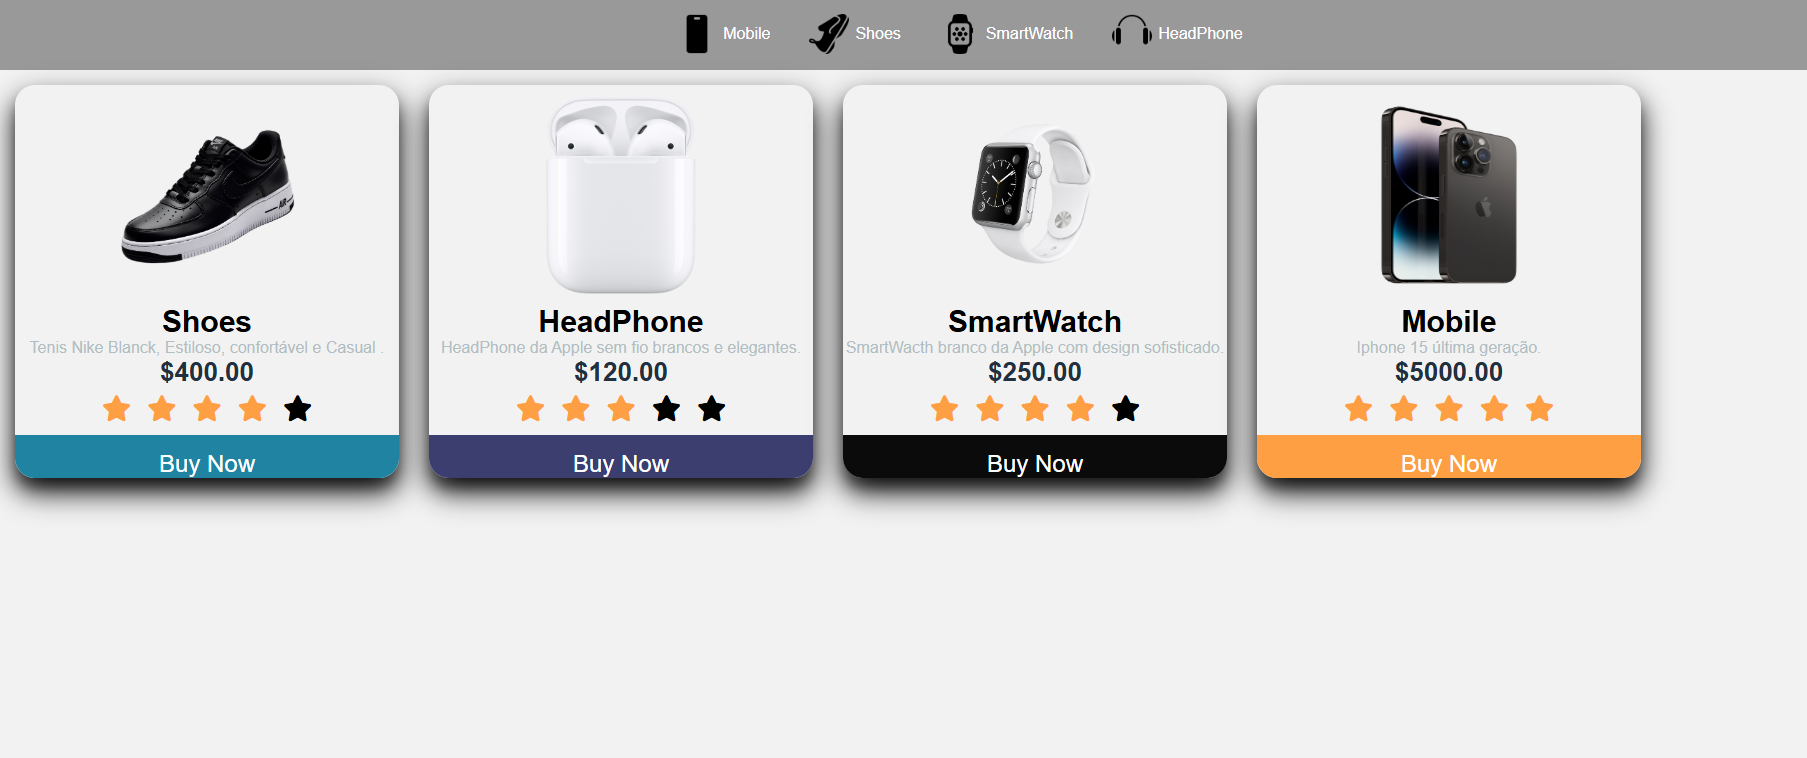 Mobile Shoes SmartWatch HeadPhone
AIR
Shoes
Tenis Nike Blanck, Estiloso, confortável e Casual .
$400.00
Buy Now
HeadPhone
HeadPhone da Apple sem fio brancos e elegantes.
$120.00
Buy Now
SmartWatch
SmartWacth branco da Apple com design sofisticado.
$250.00
Buy Now
Mobile
Iphone 15 última geração.
$5000.00
Buy Now